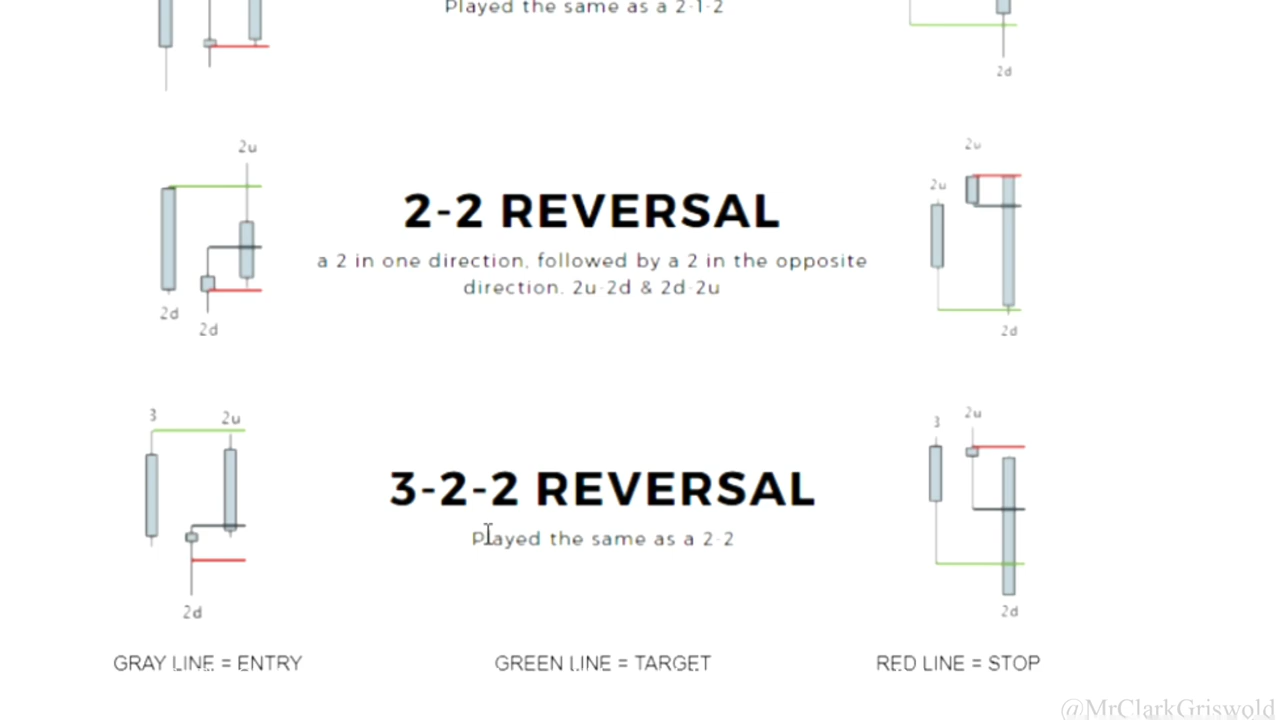 Played the same as a 2-1-2
2d
2u
2u
2u
2-2 REVERSAL
a 2 in one direction, followed by a 2 in the opposite
direction. 2u-2d & 2d-2u
2d
2d
2d
3
2u
3
2u
3-2-2 REVERSAL
Played the same as a 2-2
2d
2d
GRAY LINE = ENTRY
GREEN LINE = TARGET
RED LINE = STOP
@MrClarkGriswold